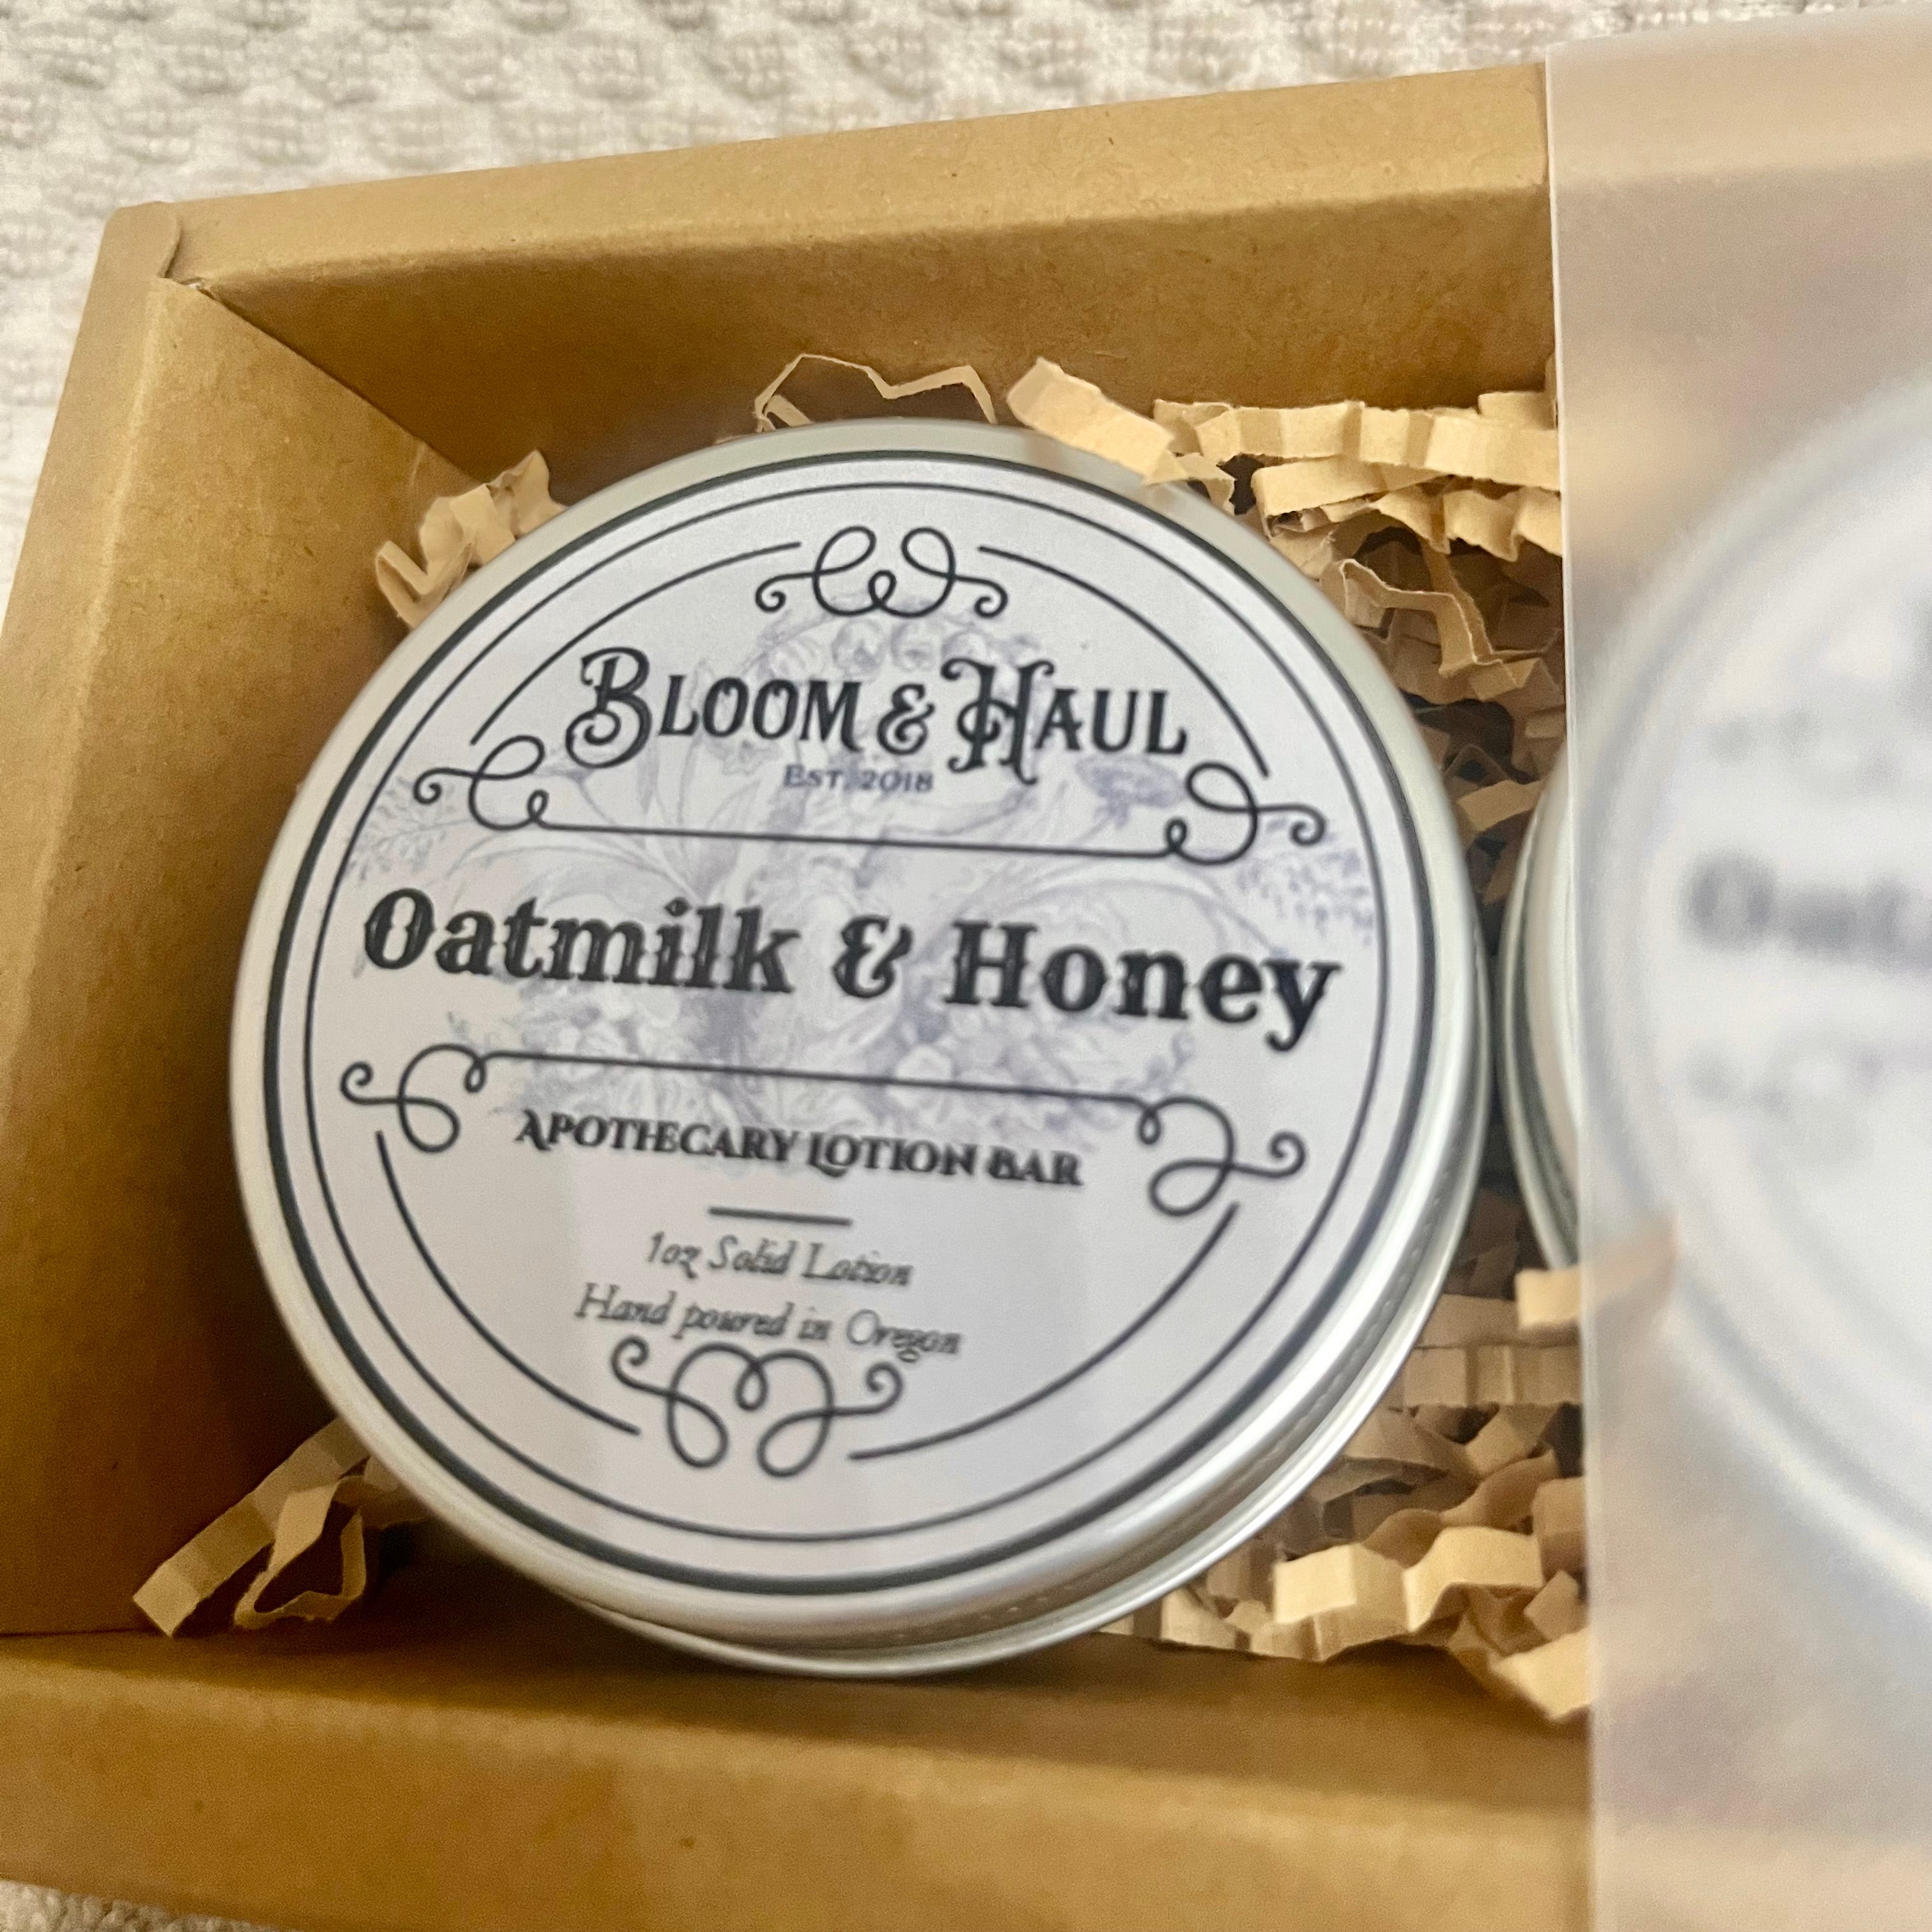 Bloom & Haul
Est. 2018
Oatmilk & Honey
Apothecary Lotion Bar
1oz Solid Lotion
Hand poured in Oregon